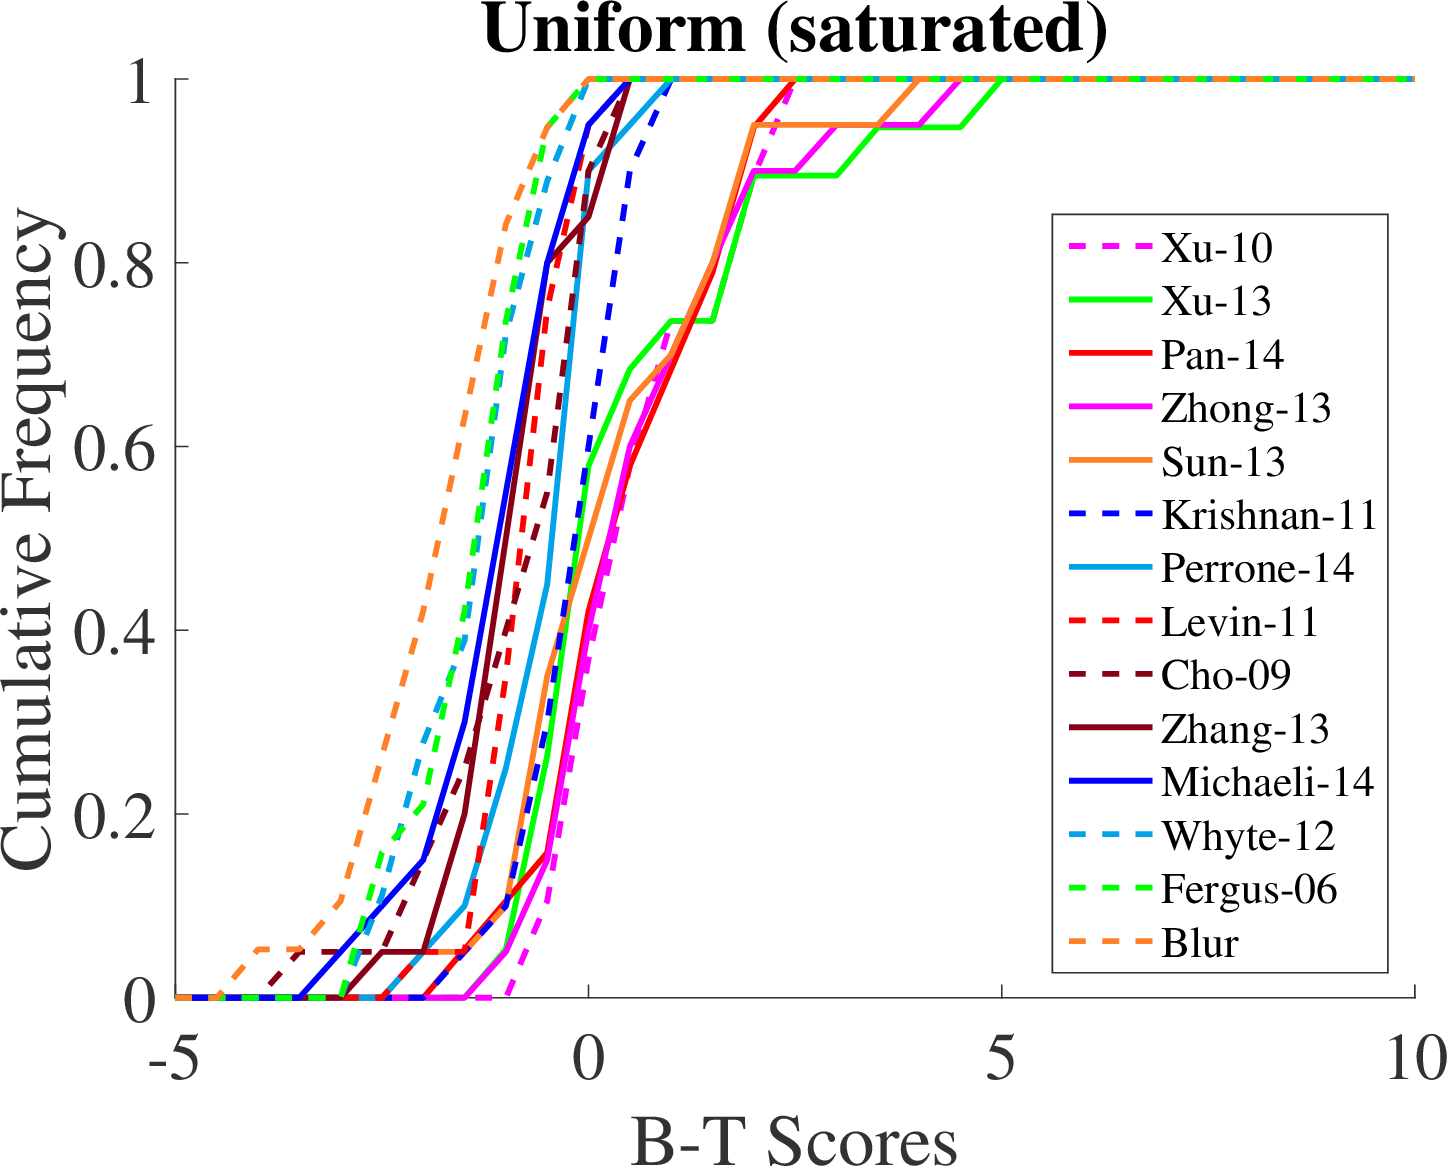 Uniform (saturated)
Cumulative Frequency
1
0.8
0.6
0.4
0.2
0
-5
0
5
10
B-T Scores
Xu-10
Xu-13
Pan-14
Zhong-13
Sun-13
Krishnan-11
Perrone-14
Levin-11
Cho-09
Zhang-13
Michaeli-14
Whyte-12
Fergus-06
Blur